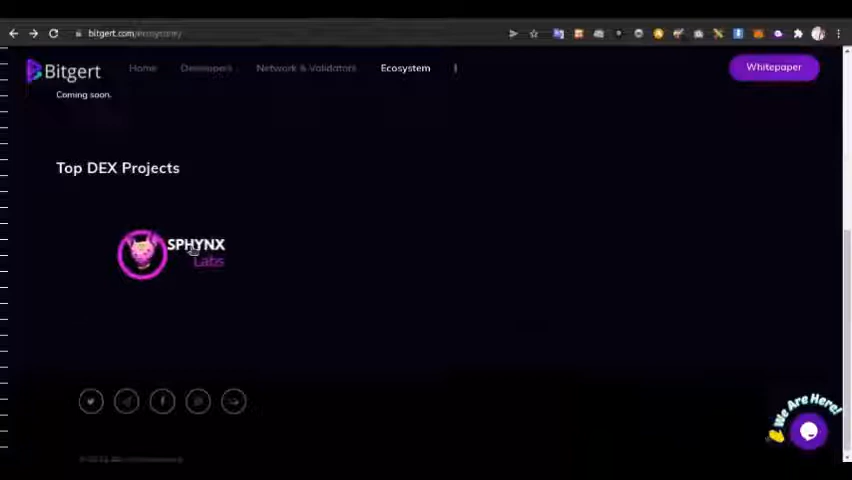 bitgert.com/ecosystem/
Bitgert Home Developers Network & Validators Ecosystem Whitepaper
Coming soon.
Top DEX Projects
SPHYNX
Labs
We Are Here!